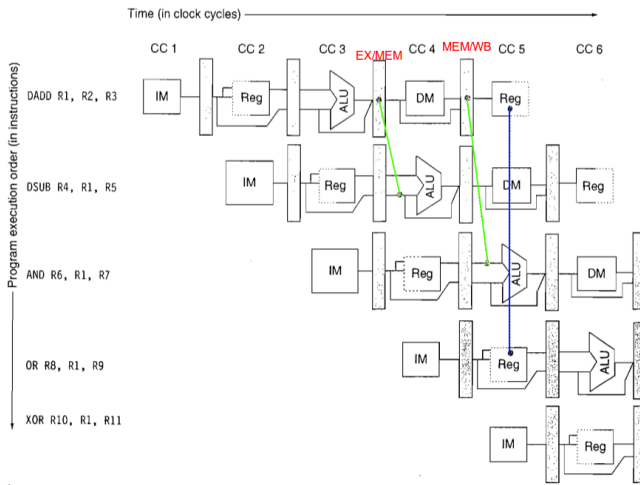 Time (in clock cycles)
CC 1 CC 2 CC 3 EX/MEM CC 4 MEM/WB CC 5 CC 6
Program execution order (in instructions)
DADD R1, R2, R3 IM Reg ALU DM Reg
DSUB R4, R1, R5 IM Reg ALU DM Reg
AND R6, R1, R7 IM Reg ALU DM
OR R8, R1, R9 IM Reg ALU
XOR R10, R1, R11 IM Reg